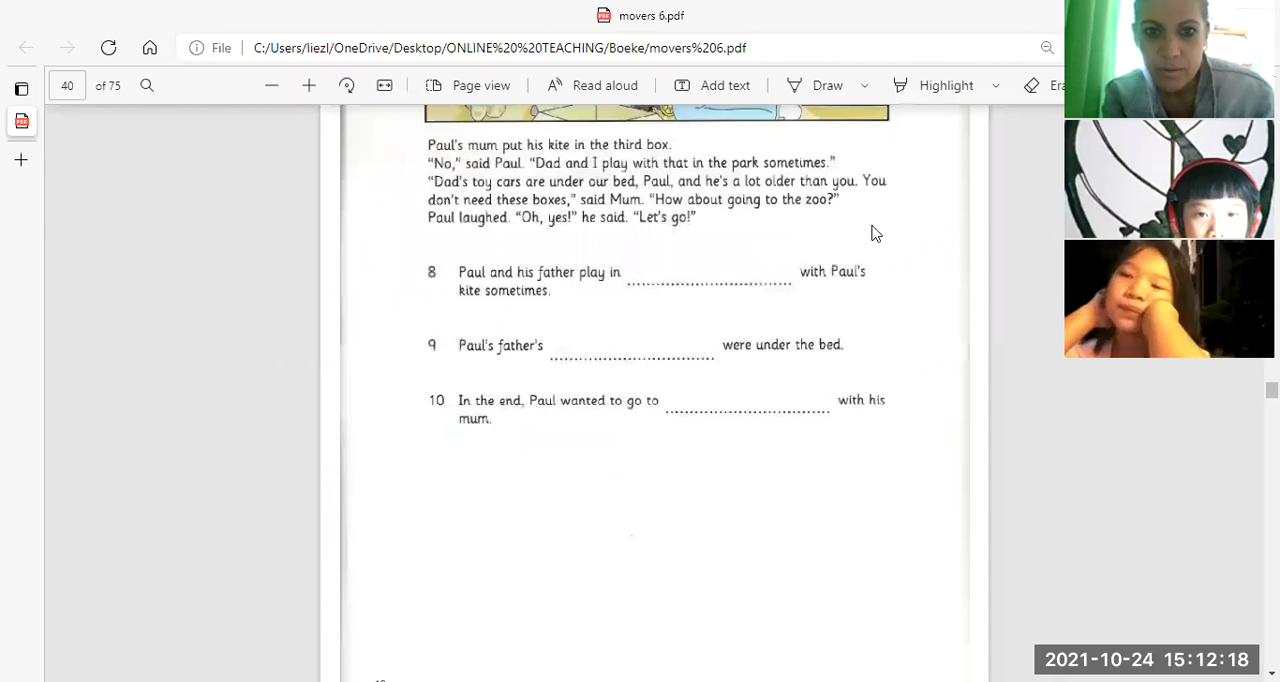 movers 6.pdf
File
C:/Users/liezl/OneDrive/Desktop/ONLINE%20%20TEACHING/Boeke/movers%206.pdf
40 of 75
Page view
Read aloud
Add text
Draw
Highlight
Era
Paul's mum put his kite in the third box.
"No," said Paul. "Dad and I play with that in the park sometimes."
"Dad's toy cars are under our bed, Paul, and he's a lot older than you. You
don't need these boxes," said Mum. "How about going to the zoo?"
Paul laughed. "Oh, yes!" he said. "Let's go!"
8 Paul and his father play in ........................ with Paul's
kite sometimes.
9 Paul's father's ........................ were under the bed.
10 In the end, Paul wanted to go to ........................ with his
mum.
2021-10-24 15:12:18